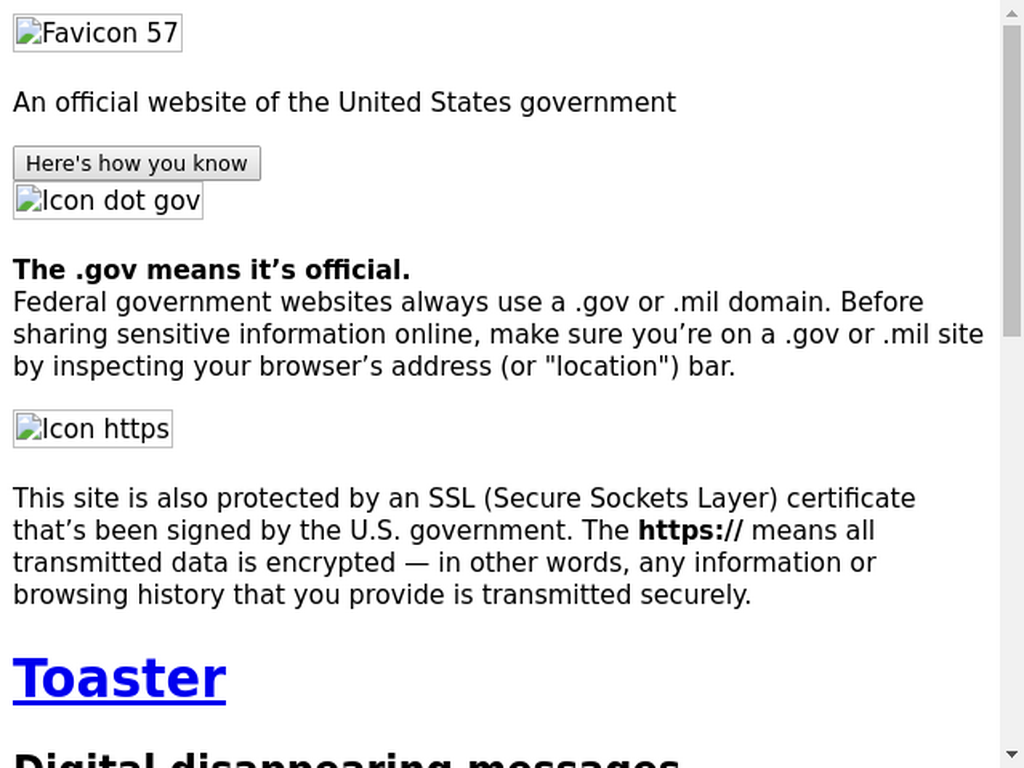 Favicon 57
An official website of the United States government
Here's how you know
Icon dot gov
The .gov means it’s official.
Federal government websites always use a .gov or .mil domain. Before
sharing sensitive information online, make sure you’re on a .gov or .mil site
by inspecting your browser’s address (or "location") bar.
Icon https
This site is also protected by an SSL (Secure Sockets Layer) certificate
that’s been signed by the U.S. government. The https:// means all
transmitted data is encrypted — in other words, any information or
browsing history that you provide is transmitted securely.
Toaster
Digital disappearing messages